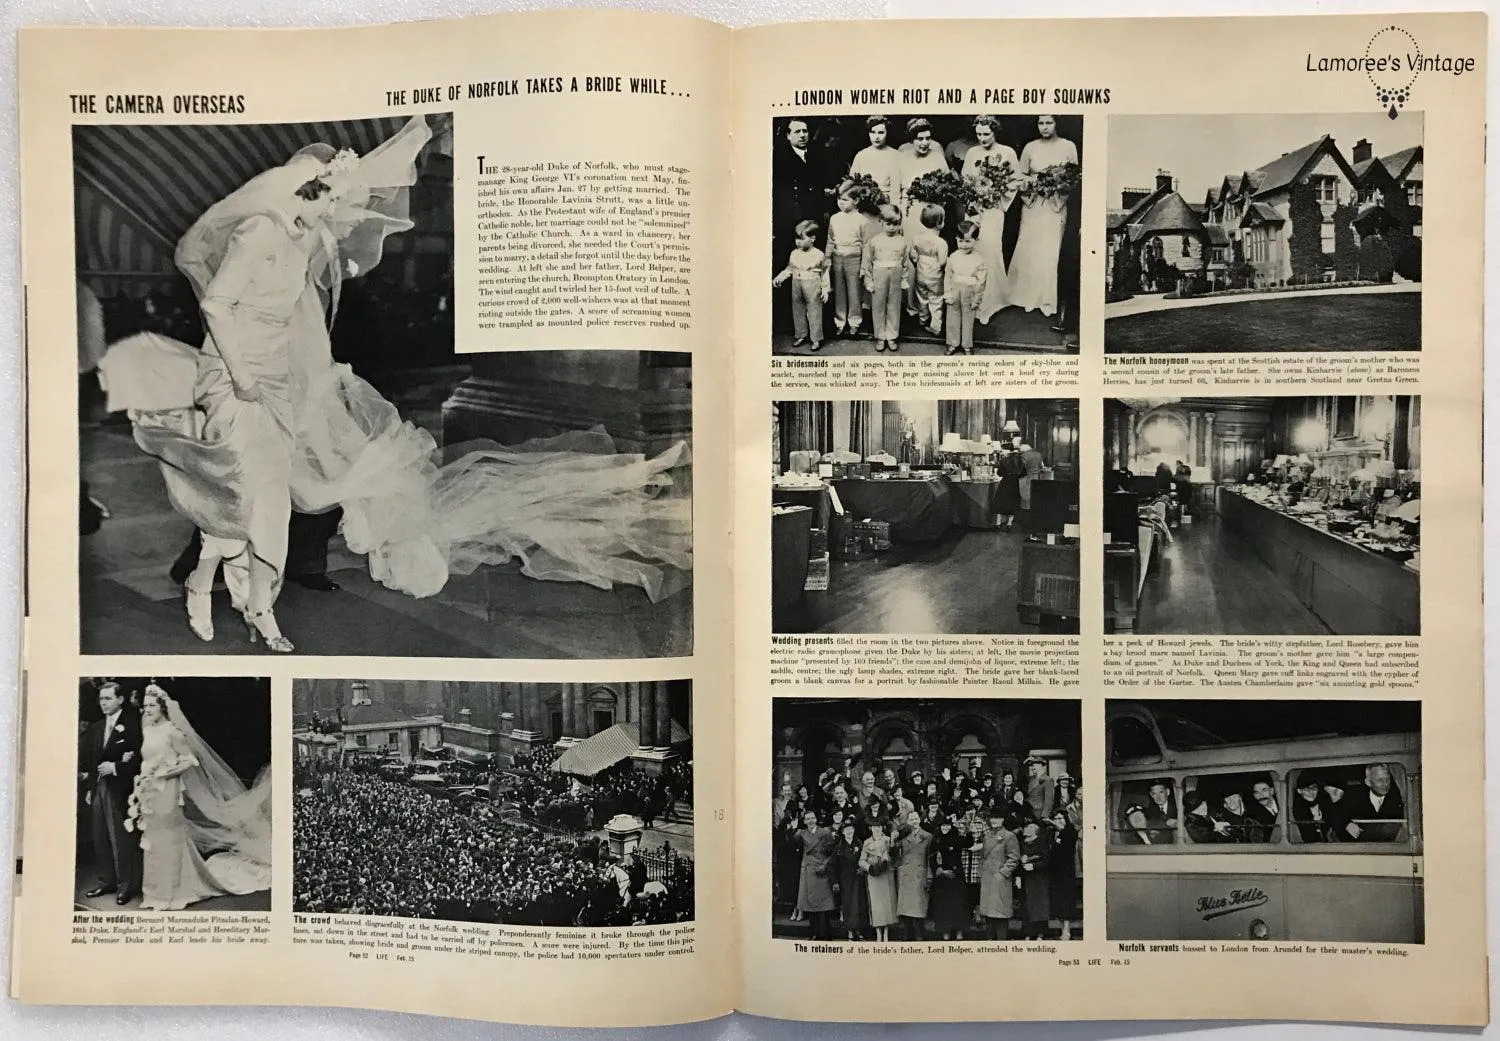 Lamoree's Vintage
THE CAMERA OVERSEAS
THE DUKE OF NORFOLK TAKES A BRIDE WHILE...
THE 28-year-old Duke of Norfolk, who must stage-
manage King George VI's coronation next May, fin-
ished his own affairs Jan. 27 by getting married. The
bride, the Honorable Lavinia Strutt, was a little un-
orthodox. As the Protestant wife of England's premier
Catholic noble, her marriage could not be "solemnized"
by the Catholic Church. As a ward in chancery, her
parents being divorced, she needed the Court's permis-
sion to marry, a detail she forgot until the day before the
wedding. At left she and her father, Lord Belper, are
seen entering the church, Brompton Oratory in London.
The wind caught and twirled her 15-foot veil of tulle. A
curious crowd of 2,000 well-wishers was at that moment
rioting outside the gates. A score of screaming women
were trampled as mounted police reserves rushed up.
After the wedding Bernard Marmaduke Fitzalan-Howard,
16th Duke, England's Earl Marshal and Hereditary Mar-
shal, Premier Duke and Earl leads his bride away.
The crowd behaved disgracefully at the Norfolk wedding. Preponderantly feminine it broke through the police
lines, sat down in the street and had to be carried off by policemen. A score were injured. By the time this pic-
ture was taken, showing bride and groom under the striped canopy, the police had 10,000 spectators under control.
Page 52 LIFE Feb. 15
18
...LONDON WOMEN RIOT AND A PAGE BOY SQUAWKS
Six bridesmaids and six pages, both in the groom's racing colors of sky-blue and
scarlet, marched up the aisle. The page missing above let out a loud cry during
the service, was whisked away. The two bridesmaids at left are sisters of the groom.
The Norfolk honeymoon was spent at the Scottish estate of the groom's mother who was
a second cousin of the groom's late father. She owns Kinharvie (above) as Baroness
Herries, has just turned 60. Kinharvie is in southern Scotland near Gretna Green.
Wedding presents filled the room in the two pictures above. Notice in foreground the
electric radio gramophone given the Duke by his sisters; at left, the movie projection
machine "presented by 103 friends"; the case and demijohn of liquor, extreme left; the
saddle, centre; the ugly lamp shades, extreme right. The bride gave her blank-faced
groom a blank canvas for a portrait by fashionable Painter Raoul Millais. He gave
her a peck of Howard jewels. The bride's witty stepfather, Lord Rosebery, gave him
a bay brood mare named Lavinia. The groom's mother gave him "a large compen-
dium of games." As Duke and Duchess of York, the King and Queen had subscribed
to an oil portrait of Norfolk. Queen Mary gave cuff links engraved with the cypher of
the Order of the Garter. The Austen Chamberlains gave "six anointing gold spoons."
Blue Belle
The retainers of the bride's father, Lord Belper, attended the wedding.
Norfolk servants bussed to London from Arundel for their master's wedding.
Page 53 LIFE Feb. 15